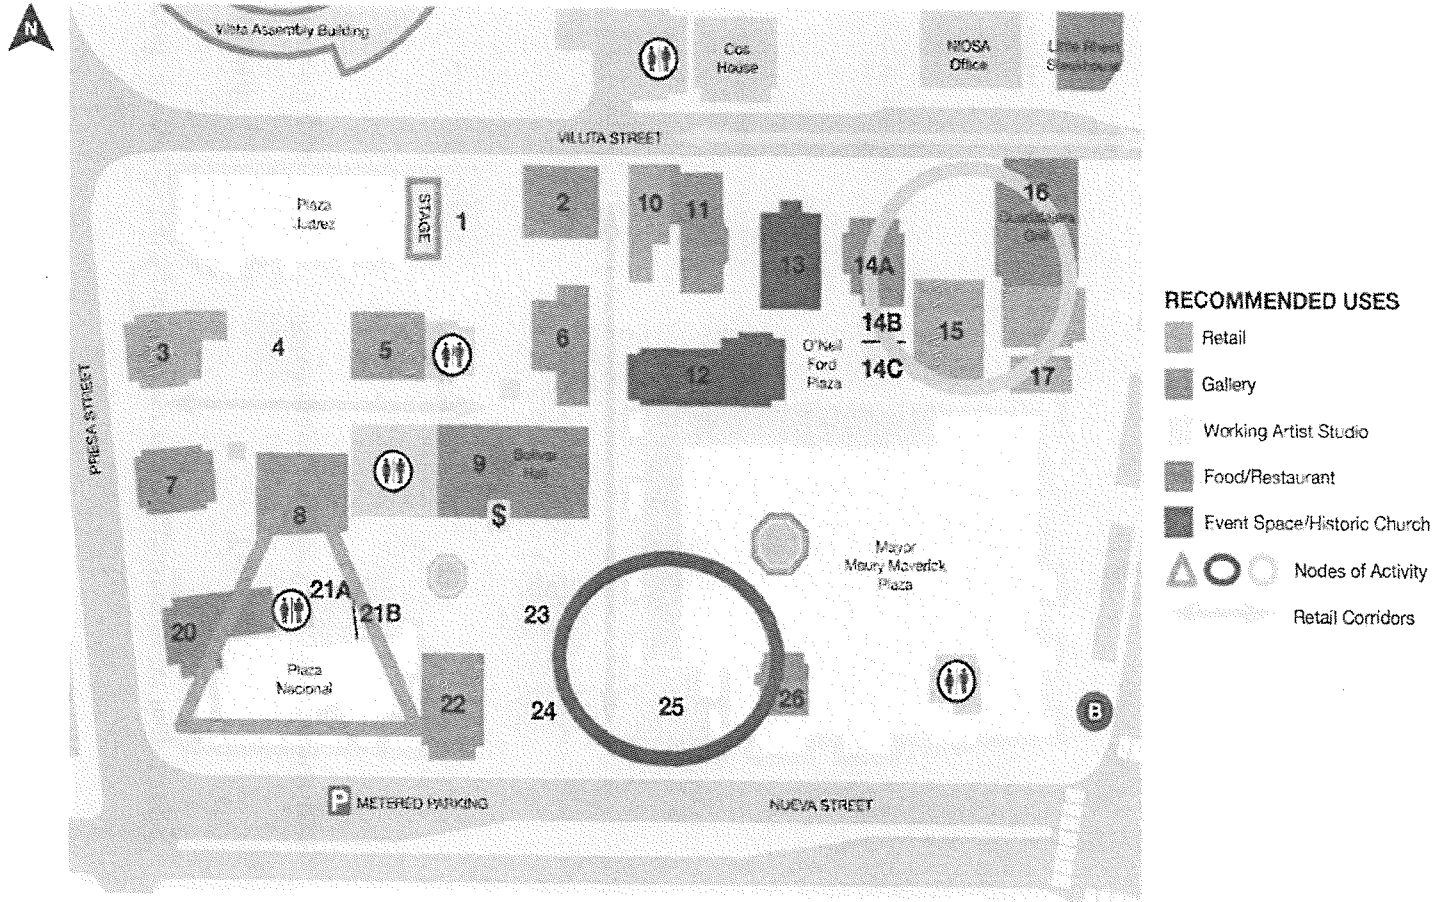 N
Villita Assembly Building
Cos
House
NIOSA
Office
VILLITA STREET
Plaza
Juarez
STAGE
1
2
10
11
13
14A
16
3
4
5
6
12
O'Neil
Ford
Plaza
14B
14C
15
17
PRESA STREET
7
8
9
Bolivar
Hall
$
Mayor
Maury Maverick
Plaza
20
21A
21B
Plaza
Nacional
22
23
24
25
26
B
P METERED PARKING
NUEVA STREET
RECOMMENDED USES
Retail
Gallery
Working Artist Studio
Food/Restaurant
Event Space/Historic Church
Nodes of Activity
Retail Corridors